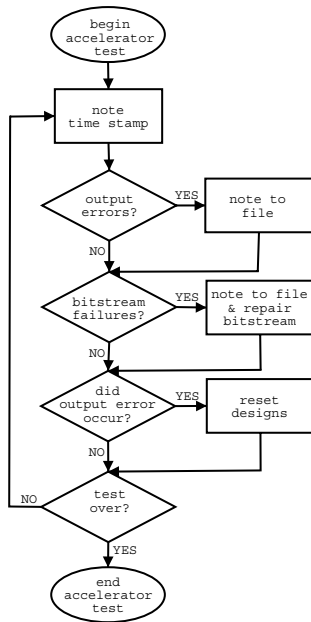 begin
accelerator
test
note
time stamp
output
errors?
YES
note to
file
NO
bitstream
failures?
YES
note to file
& repair
bitstream
NO
did
output error
occur?
YES
reset
designs
NO
test
over?
NO
YES
end
accelerator
test